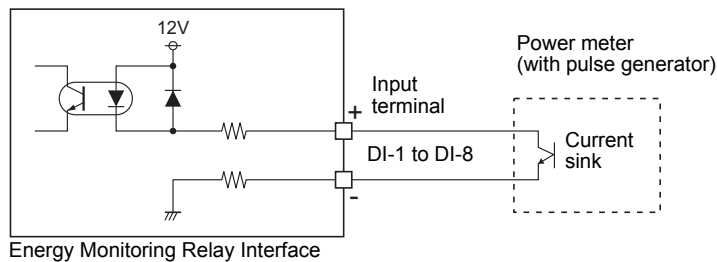 12V
Power meter
(with pulse generator)
Input
terminal
+
DI-1 to DI-8
Current
sink
-
Energy Monitoring Relay Interface